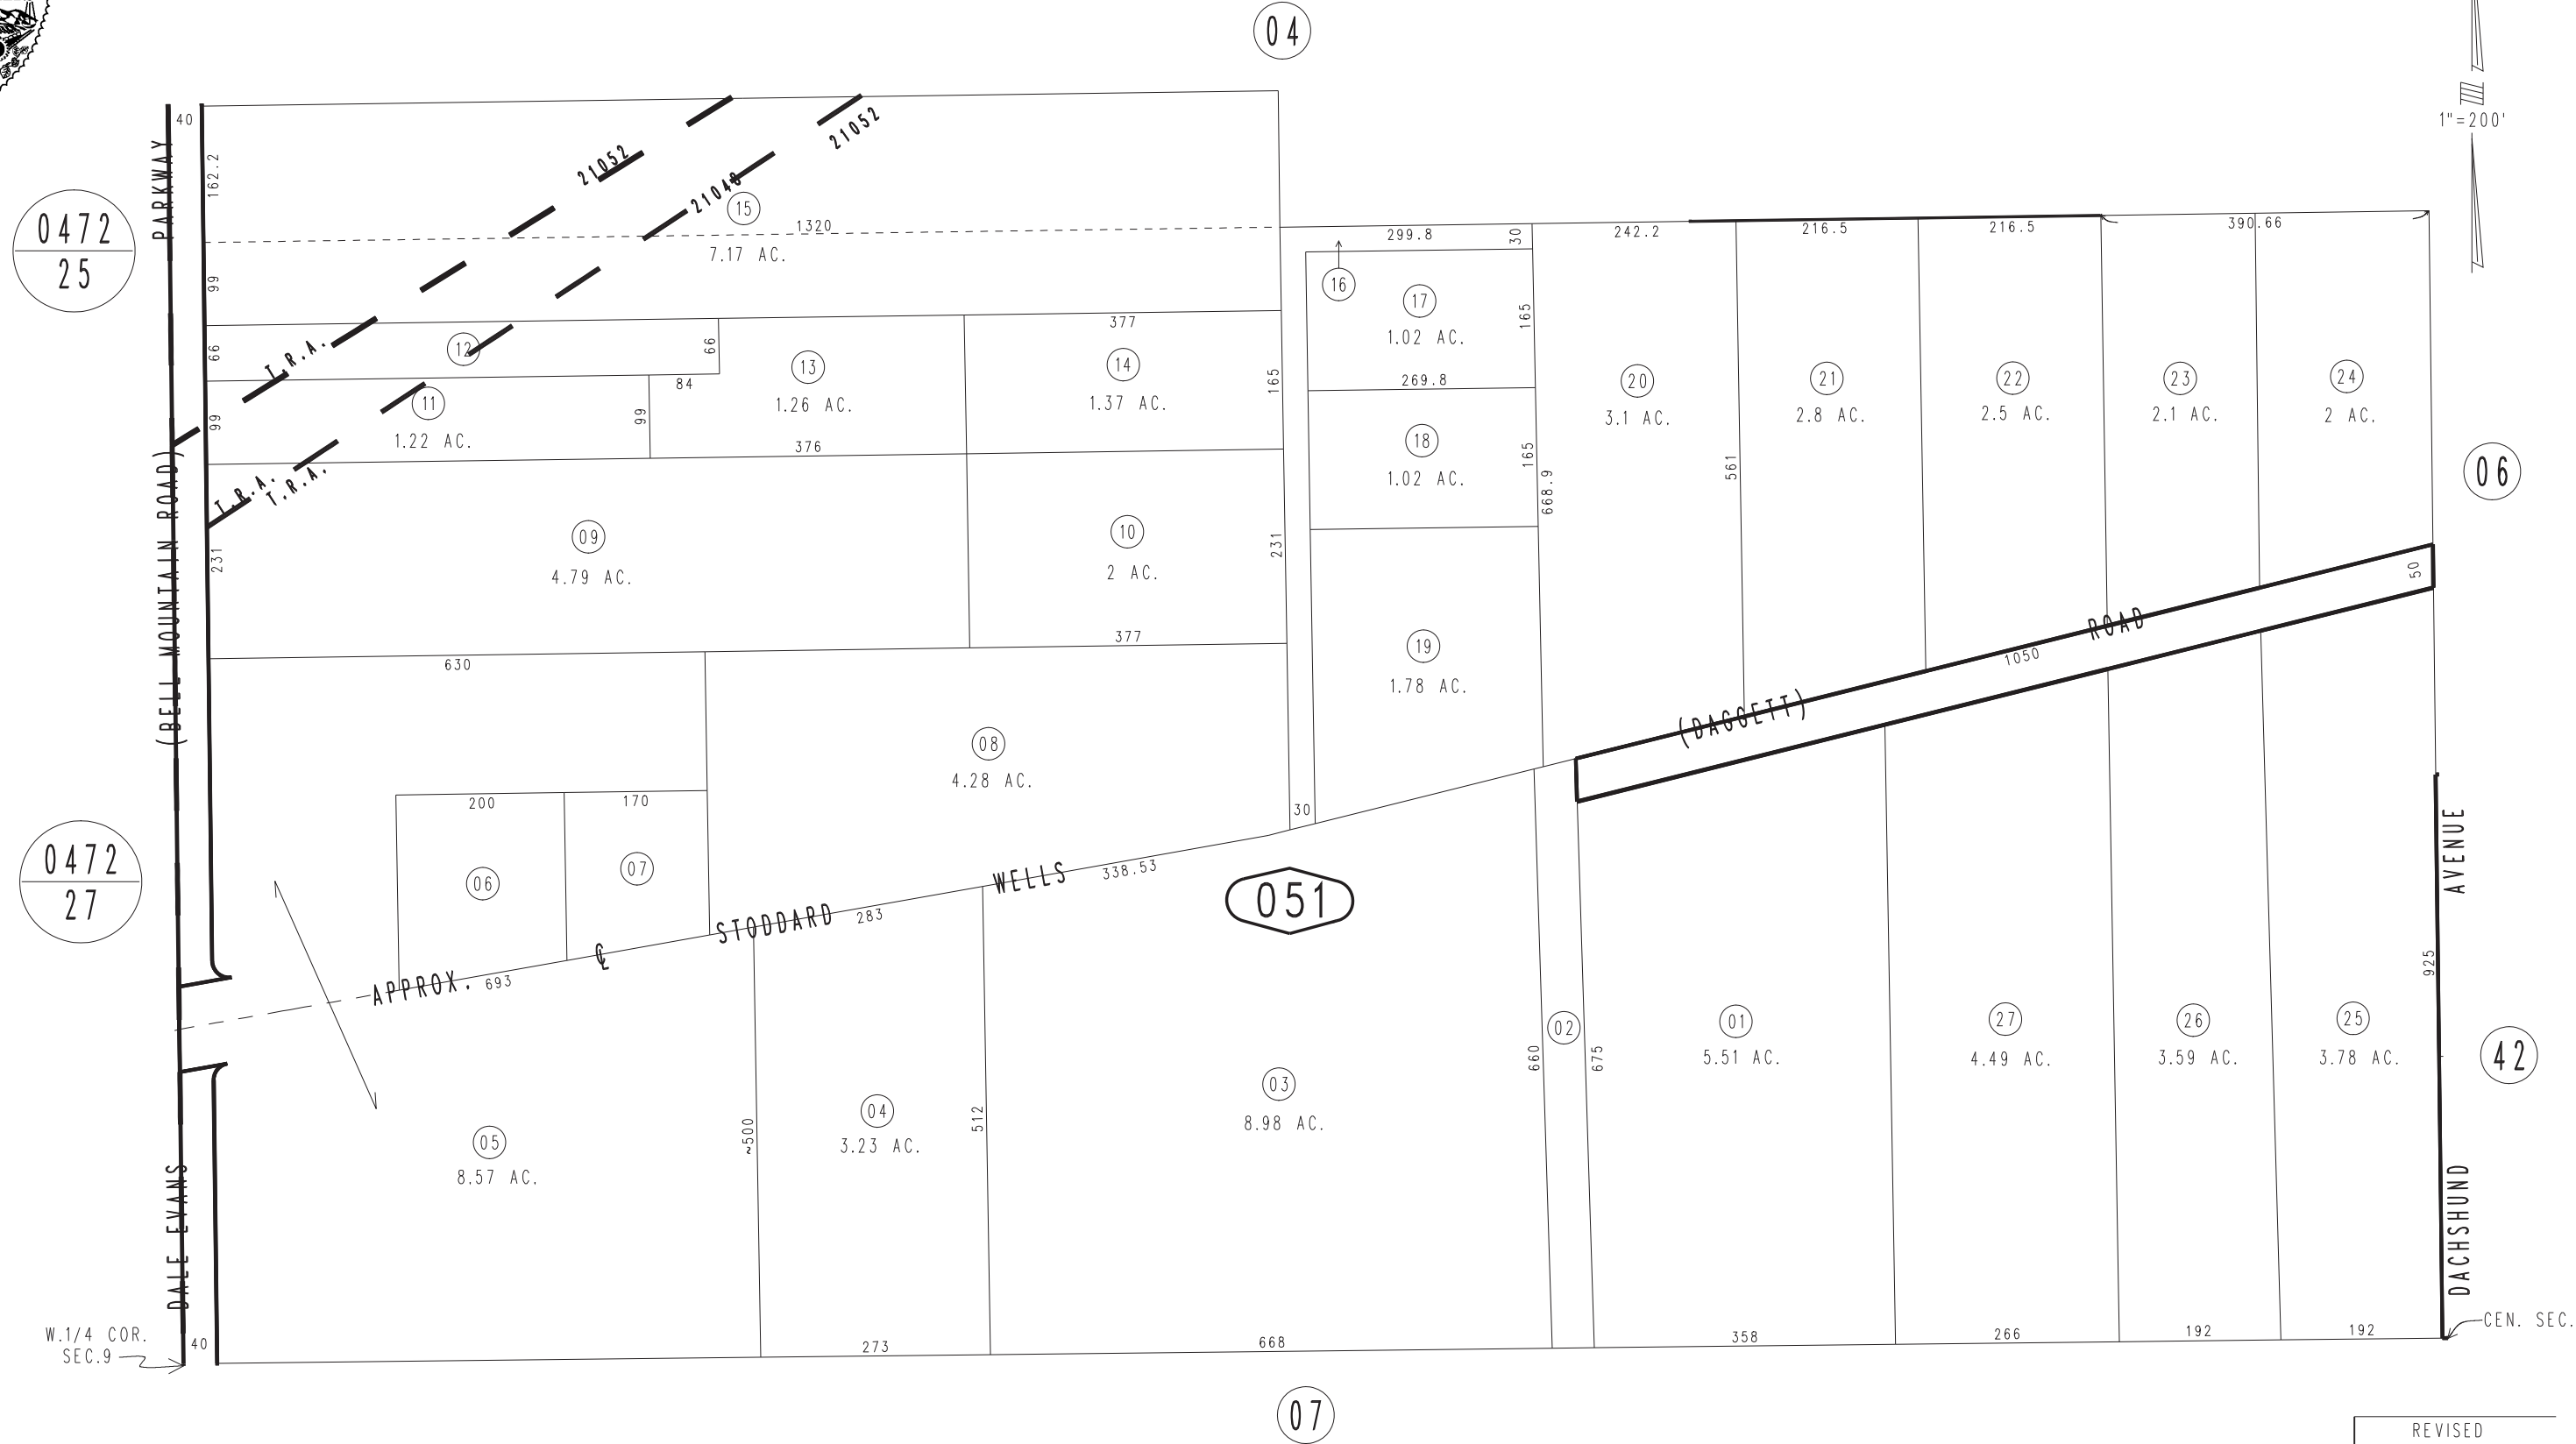 04
1"=200'
40
PARKWAY
162.2
21052
21052
21048
15
1320
7.17 AC.
0472
25
99
299.8
30
242.2
216.5
216.5
390.66
16
17
1.02 AC.
165
269.8
66
12
66
377
T.R.A.
13
1.26 AC.
14
1.37 AC.
165
84
20
3.1 AC.
21
2.8 AC.
22
2.5 AC.
23
2.1 AC.
24
2 AC.
99
11
1.22 AC.
99
376
18
1.02 AC.
165
668.9
561
06
T.R.A.
T.R.A.
(BELL MOUNTAIN ROAD)
231
09
4.79 AC.
10
2 AC.
231
377
50
19
1.78 AC.
(DAGGETT)
1050
ROAD
630
08
4.28 AC.
200
170
30
06
07
0472
27
APPROX.
693
℄
STODDARD
283
WELLS
338.53
051
AVENUE
925
02
01
5.51 AC.
27
4.49 AC.
26
3.59 AC.
25
3.78 AC.
42
660
675
03
8.98 AC.
04
3.23 AC.
512
~500
05
8.57 AC.
DALE EVANS
DACHSHUND
W.1/4 COR.
SEC.9
40
273
668
358
266
192
192
CEN. SEC.
07
REVISED